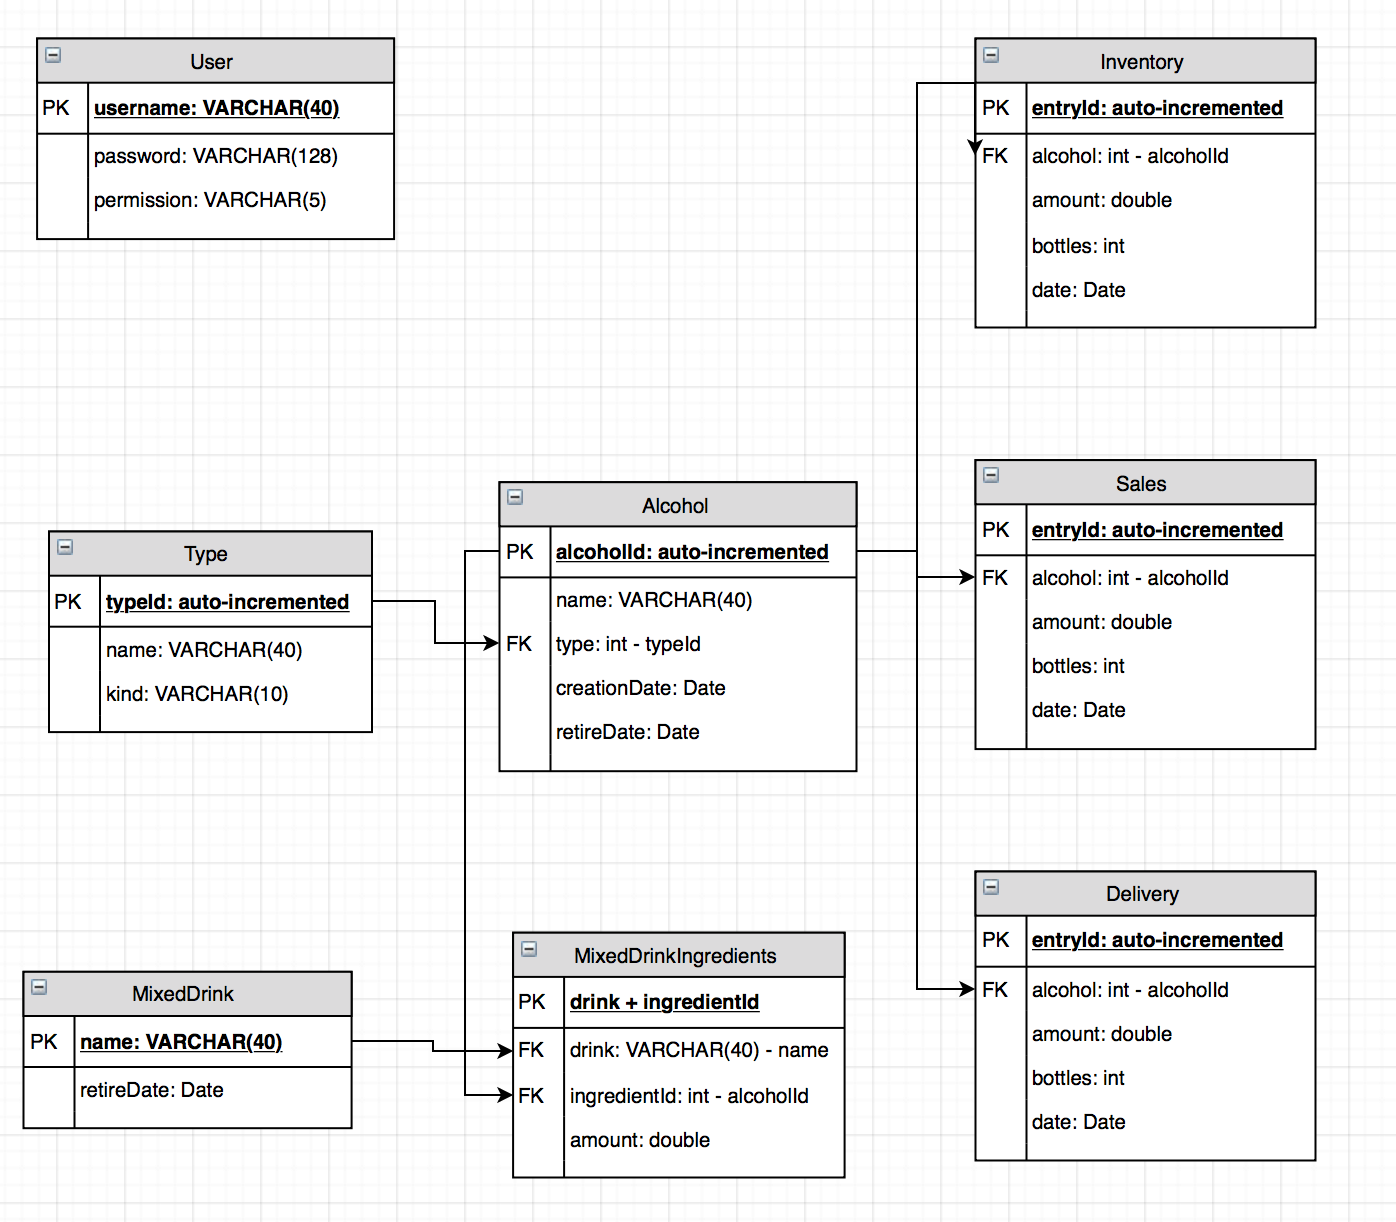 User
PK username: VARCHAR(40)
password: VARCHAR(128)
permission: VARCHAR(5)
Inventory
PK entryId: auto-incremented
FK alcohol: int - alcoholId
amount: double
bottles: int
date: Date
Type
PK typeId: auto-incremented
name: VARCHAR(40)
kind: VARCHAR(10)
Alcohol
PK alcoholId: auto-incremented
name: VARCHAR(40)
FK type: int - typeId
creationDate: Date
retireDate: Date
Sales
PK entryId: auto-incremented
FK alcohol: int - alcoholId
amount: double
bottles: int
date: Date
MixedDrink
PK name: VARCHAR(40)
retireDate: Date
MixedDrinkIngredients
PK drink + ingredientId
FK drink: VARCHAR(40) - name
FK ingredientId: int - alcoholId
amount: double
Delivery
PK entryId: auto-incremented
FK alcohol: int - alcoholId
amount: double
bottles: int
date: Date